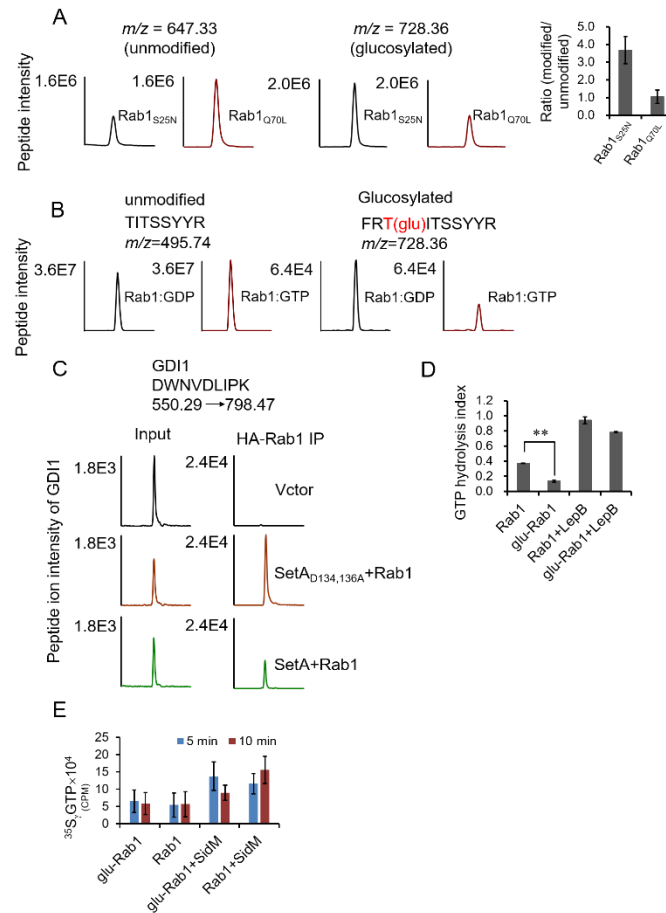 A
m/z = 647.33
(unmodified)
m/z = 728.36
(glucosylated)
Peptide intensity
1.6E6
Rab1S25N
1.6E6
Rab1Q70L
2.0E6
Rab1S25N
2.0E6
Rab1Q70L
Ratio (modified/
unmodified)
5.0
4.0
3.0
2.0
1.0
0.0
Rab1S25N
Rab1Q70L
B
unmodified
TITSSYYR
m/z=495.74
Glucosylated
FRT(glu)ITSSYYR
m/z=728.36
Peptide intensity
3.6E7
Rab1:GDP
3.6E7
Rab1:GTP
6.4E4
Rab1:GDP
6.4E4
Rab1:GTP
C
GDI1
DWNVDLIPK
550.29→798.47
Input
HA-Rab1 IP
Peptide ion intensity of GDI1
1.8E3
2.4E4
Vctor
1.8E3
2.4E4
SetAD134,136A+Rab1
1.8E3
2.4E4
SetA+Rab1
D
GTP hydrolysis index
1.2
1.0
0.8
0.6
0.4
0.2
0.0
**
Rab1
glu-Rab1
Rab1+LepB
glu-Rab1+LepB
E
35SγGTP×10⁴
(CPM)
25
20
15
10
5
0
5 min
10 min
glu-Rab1
Rab1
glu-Rab1+SidM
Rab1+SidM